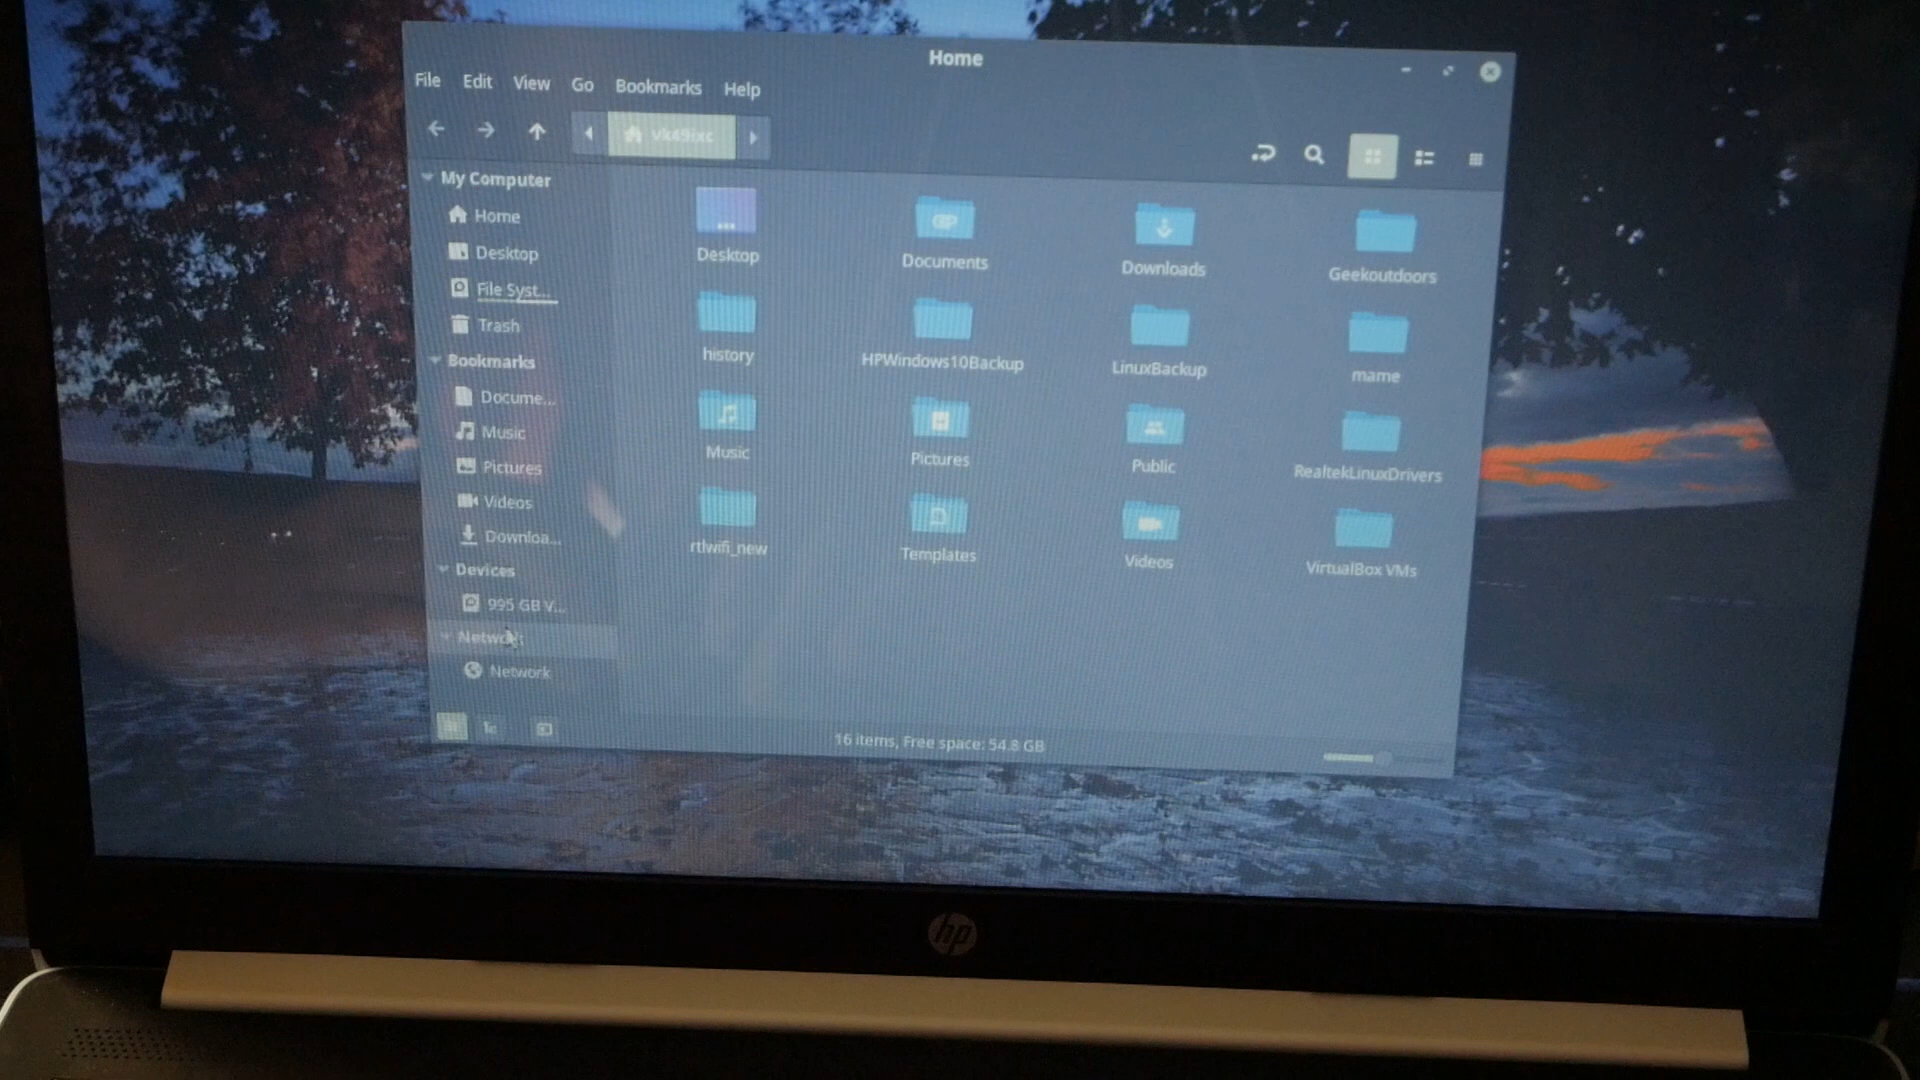 Home
File Edit View Go Bookmarks Help
vk49ixc
My Computer
Home
Desktop
File Syst...
Trash
Bookmarks
Docume...
Music
Pictures
Videos
Downloa...
Devices
995 GB V...
Network
Network
Desktop Documents Downloads Geekoutdoors
history HPWindows10Backup LinuxBackup mame
Music Pictures Public RealtekLinuxDrivers
rtlwifi_new Templates Videos VirtualBox VMs
16 items, Free space: 54.8 GB
hp